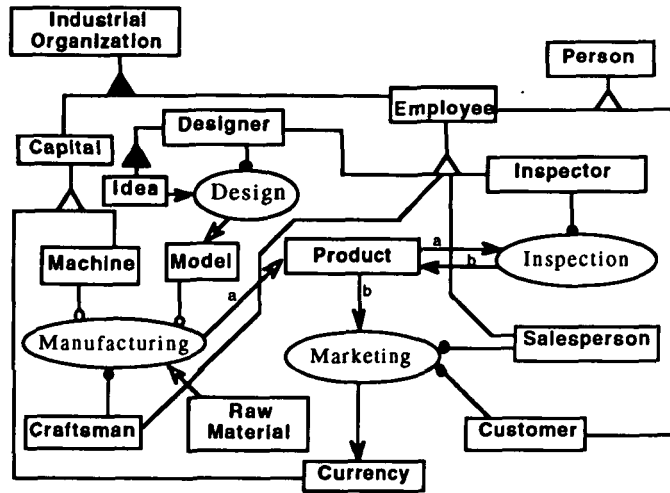 Industrial
Organization
Person
Employee
Designer
Capital
Idea
Design
Inspector
Machine
Model
Product
a
b
Inspection
a
b
Manufacturing
Marketing
Salesperson
Craftsman
Raw
Material
Customer
Currency